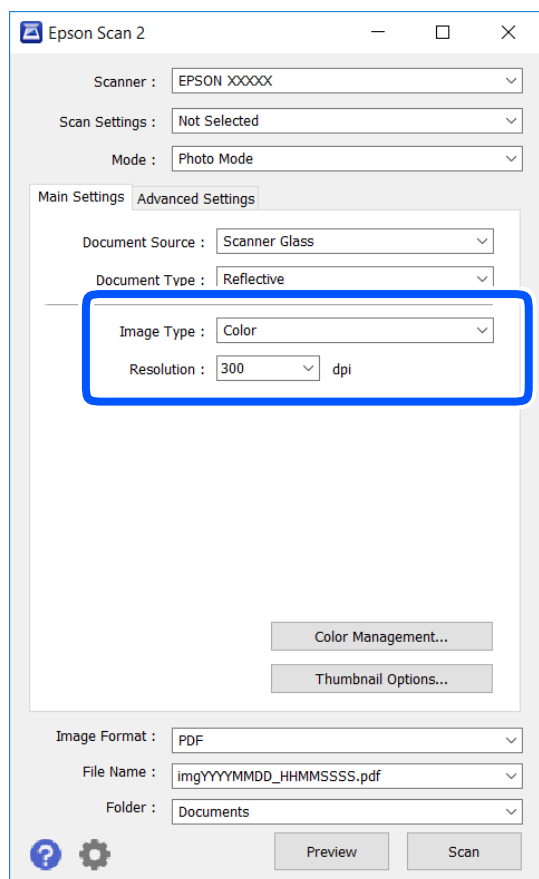 Epson Scan 2
Scanner : EPSON XXXXX
Scan Settings : Not Selected
Mode : Photo Mode
Main Settings Advanced Settings
Document Source : Scanner Glass
Document Type : Reflective
Image Type : Color
Resolution : 300 dpi
Color Management...
Thumbnail Options...
Image Format : PDF
File Name : imgYYYYMMDD_HHMMSSSS.pdf
Folder : Documents
? Preview Scan